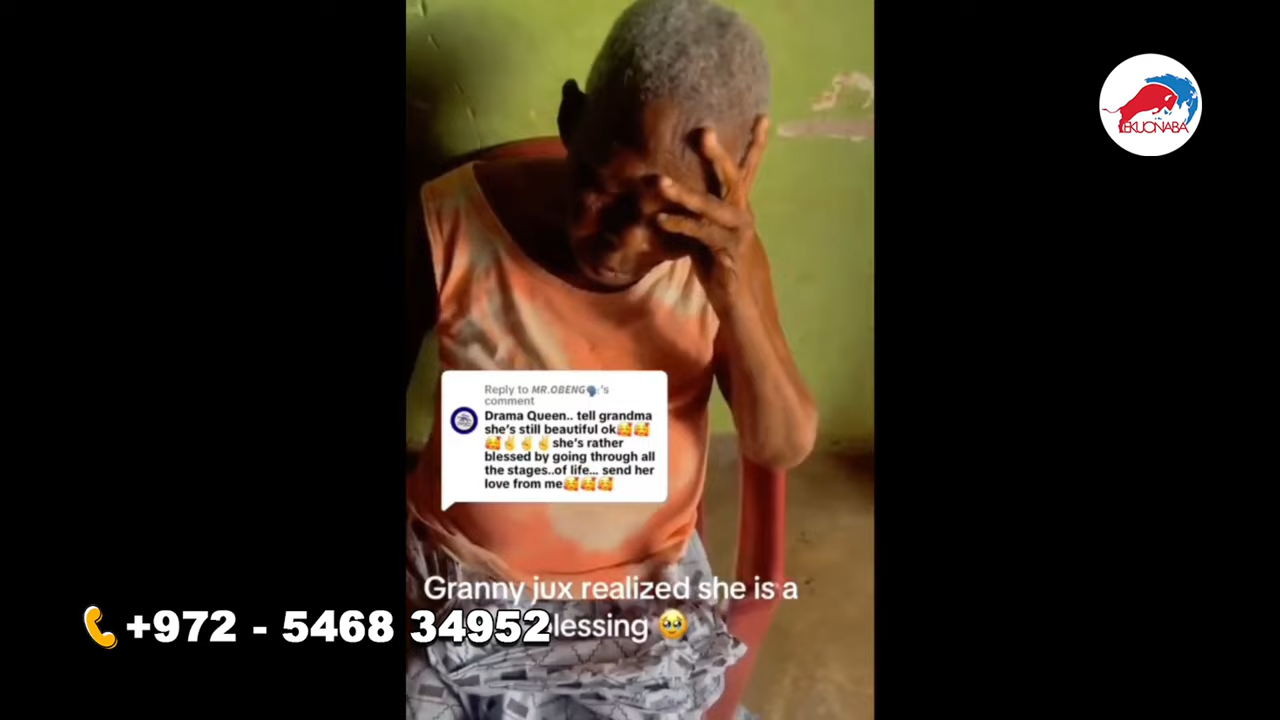 EKUONABA
Reply to MR.OBENG🗣️'s
comment
Drama Queen.. tell grandma
she's still beautiful ok🥰🥰
🥰✌️✌️✌️she's rather
blessed by going through all
the stages..of life... send her
love from me🥰🥰🥰
Granny jux realized she is a
lessing 🥹
📞+972 - 5468 34952